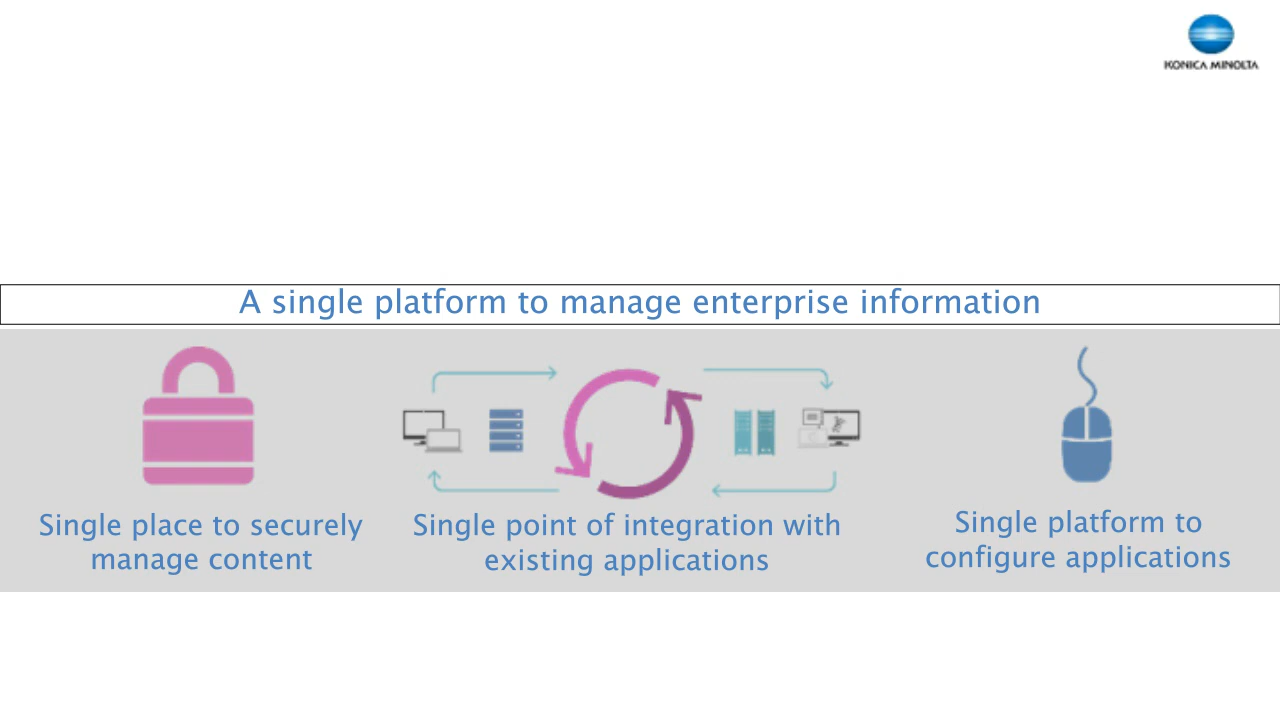 KONICA MINOLTA
A single platform to manage enterprise information
Single place to securely
manage content
Single point of integration with
existing applications
Single platform to
configure applications